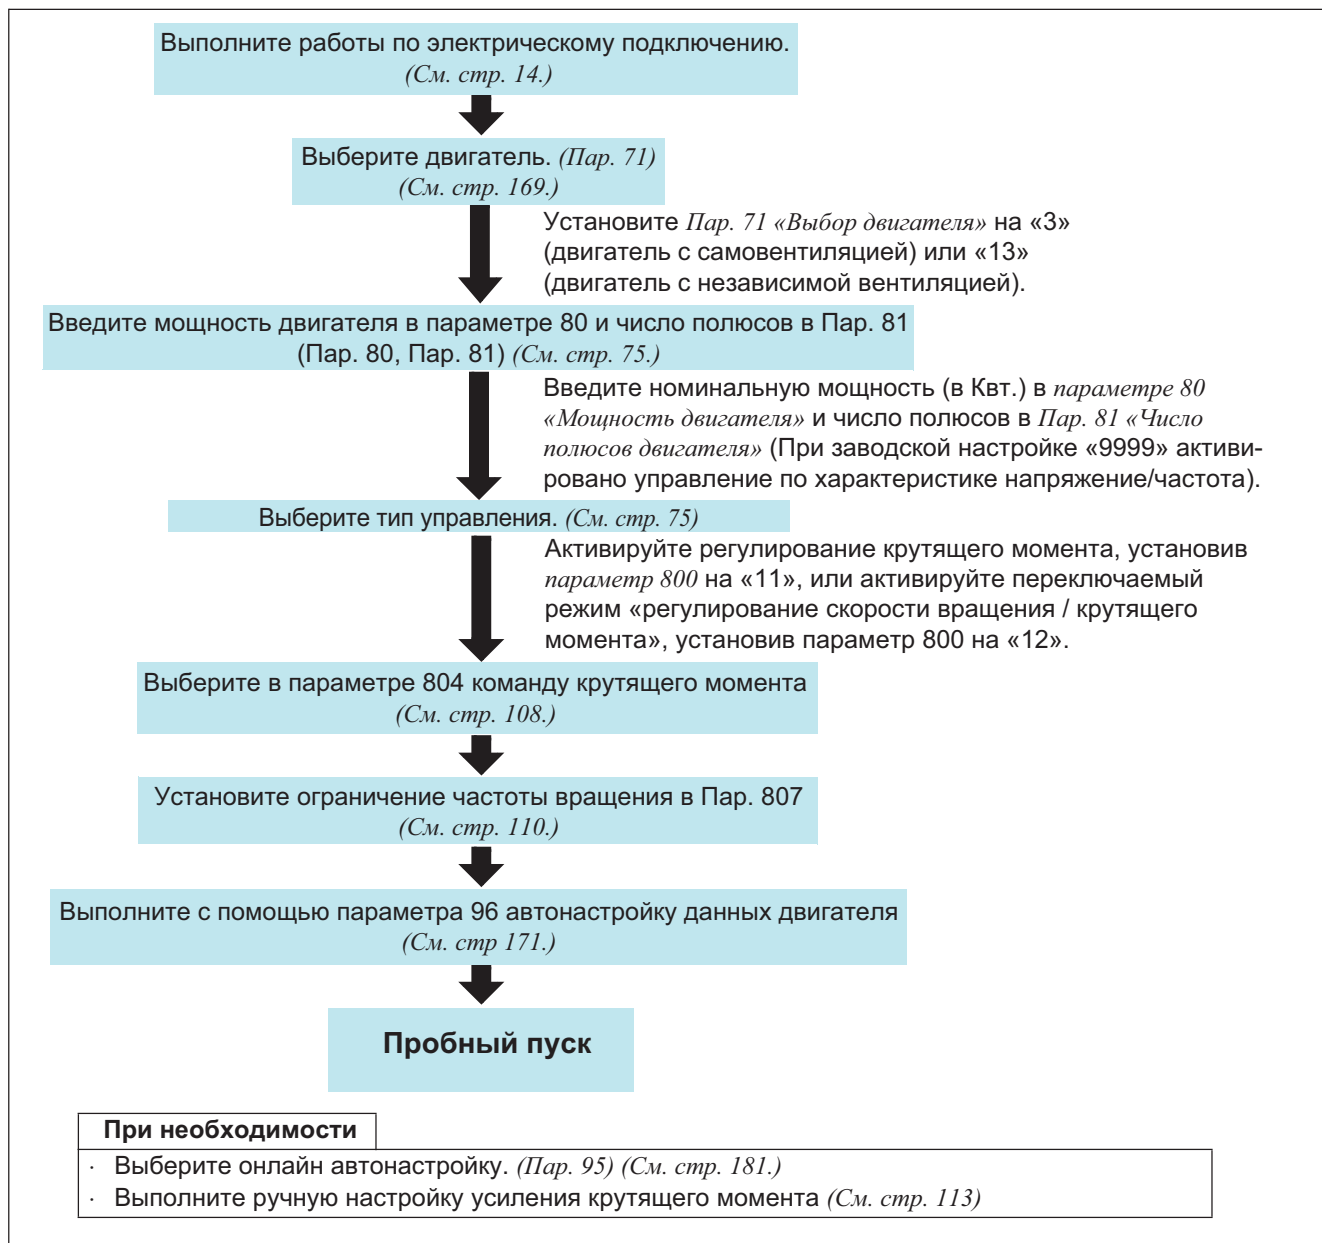 Выполните работы по электрическому подключению.
(См. стр. 14.)
Выберите двигатель. (Пар. 71)
(См. стр. 169.)
Установите Пар. 71 «Выбор двигателя» на «3»
(двигатель с самовентиляцией) или «13»
(двигатель с независимой вентиляцией).
Введите мощность двигателя в параметре 80 и число полюсов в Пар. 81
(Пар. 80, Пар. 81) (См. стр. 75.)
Введите номинальную мощность (в Квт.) в параметре 80
«Мощность двигателя» и число полюсов в Пар. 81 «Число
полюсов двигателя» (При заводской настройке «9999» активи-
ровано управление по характеристике напряжение/частота).
Выберите тип управления. (См. стр. 75)
Активируйте регулирование крутящего момента, установив
параметр 800 на «11», или активируйте переключаемый
режим «регулирование скорости вращения / крутящего
момента», установив параметр 800 на «12».
Выберите в параметре 804 команду крутящего момента
(См. стр. 108.)
Установите ограничение частоты вращения в Пар. 807
(См. стр. 110.)
Выполните с помощью параметра 96 автонастройку данных двигателя
(См. стр 171.)
Пробный пуск
При необходимости
· Выберите онлайн автонастройку. (Пар. 95) (См. стр. 181.)
· Выполните ручную настройку усиления крутящего момента (См. стр. 113)